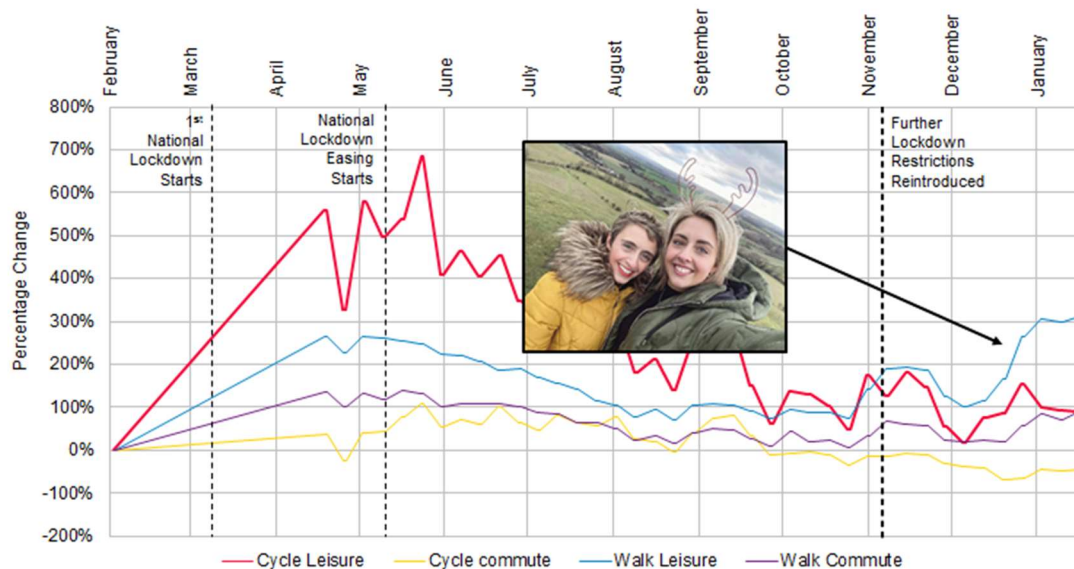 February
March
April
May
June
July
August
September
October
November
December
January
800%
700%
600%
500%
400%
300%
200%
100%
0%
-100%
-200%
Percentage Change
1st
National
Lockdown
Starts
National
Lockdown
Easing
Starts
Further
Lockdown
Restrictions
Reintroduced
Cycle Leisure
Cycle commute
Walk Leisure
Walk Commute